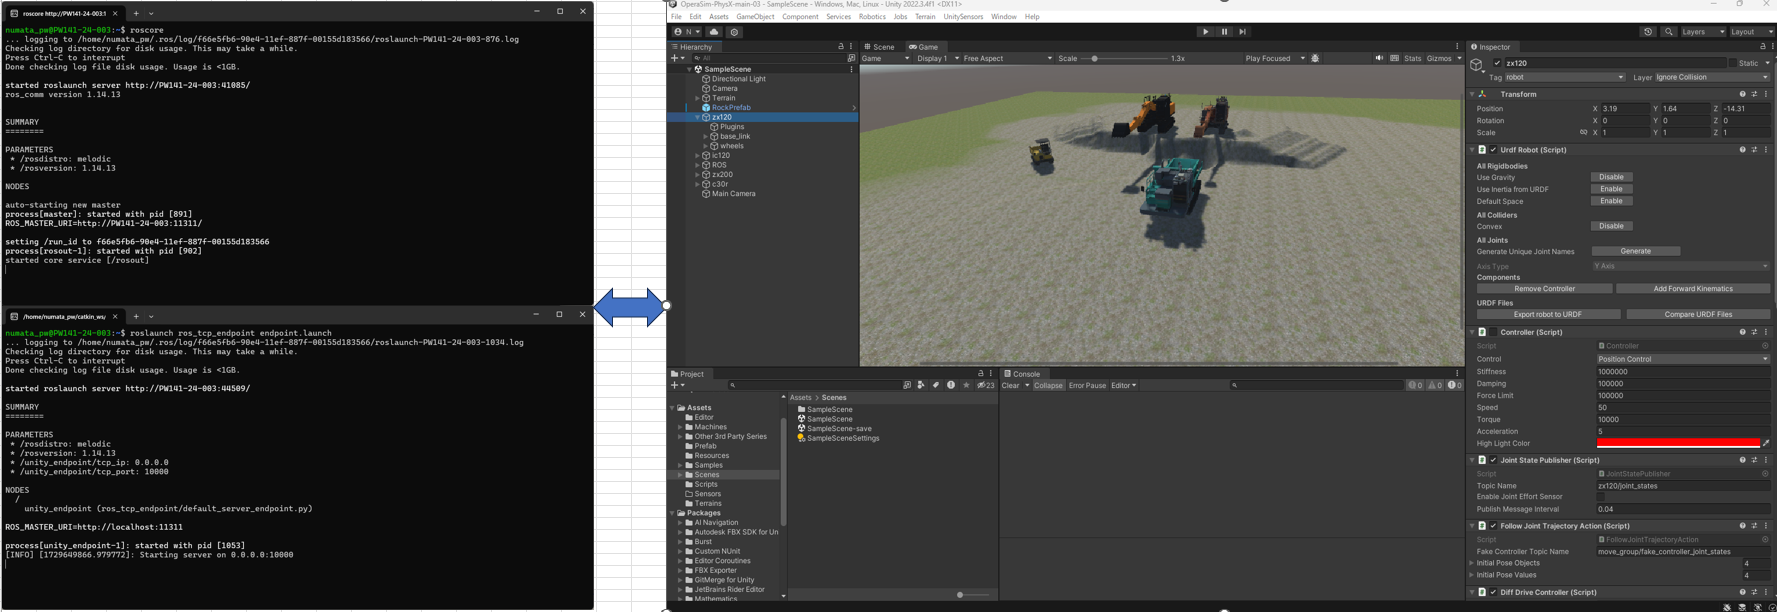 roscore http://PW141-24-003:1
numata_pw@PW141-24-003:~$ roscore
... logging to /home/numata_pw/.ros/log/f66e5fb6-90e4-11ef-887f-00155d183566/roslaunch-PW141-24-003-876.log
Checking log directory for disk usage. This may take a while.
Press Ctrl-C to interrupt
Done checking log file disk usage. Usage is <1GB.
started roslaunch server http://PW141-24-003:41085/
ros_comm version 1.14.13
SUMMARY
========
PARAMETERS
* /rosdistro: melodic
* /rosversion: 1.14.13
NODES
auto-starting new master
process[master]: started with pid [891]
ROS_MASTER_URI=http://PW141-24-003:11311/
setting /run_id to f66e5fb6-90e4-11ef-887f-00155d183566
process[rosout-1]: started with pid [902]
started core service [/rosout]
/home/numata_pw/catkin_ws/
numata_pw@PW141-24-003:~$ roslaunch ros_tcp_endpoint endpoint.launch
... logging to /home/numata_pw/.ros/log/f66e5fb6-90e4-11ef-887f-00155d183566/roslaunch-PW141-24-003-1034.log
Checking log directory for disk usage. This may take a while.
Press Ctrl-C to interrupt
Done checking log file disk usage. Usage is <1GB.
started roslaunch server http://PW141-24-003:44509/
SUMMARY
========
PARAMETERS
* /rosdistro: melodic
* /rosversion: 1.14.13
* /unity_endpoint/tcp_ip: 0.0.0.0
* /unity_endpoint/tcp_port: 10000
NODES
/
unity_endpoint (ros_tcp_endpoint/default_server_endpoint.py)
ROS_MASTER_URI=http://localhost:11311
process[unity_endpoint-1]: started with pid [1053]
[INFO] [1729649866.979772]: Starting server on 0.0.0.0:10000
OperaSim-PhysX-main-03 - SampleScene - Windows, Mac, Linux - Unity 2022.3.4f1 <DX11>
File Edit Assets GameObject Component Services Robotics Jobs Terrain UnitySensors Window Help
N
Layers
Layout
Hierarchy
All
SampleScene
Directional Light
Camera
Terrain
RockPrefab
zx120
Plugins
base_link
wheels
ic120
ROS
zx200
c30r
Main Camera
Scene
Game
Game Display 1 Free Aspect Scale 1.3x Play Focused Stats Gizmos
Project
23
Assets
Editor
Machines
Other 3rd Party Series
Prefab
Resources
Samples
Scenes
Scripts
Sensors
Terrains
Packages
AI Navigation
Autodesk FBX SDK for Un
Burst
Custom NUnit
Editor Coroutines
FBX Exporter
GitMerge for Unity
JetBrains Rider Editor
Mathematics
Assets > Scenes
SampleScene
SampleScene
SampleScene-save
SampleSceneSettings
Console
Clear Collapse Error Pause Editor
0 0 0
Inspector
zx120
Static
Tag robot Layer Ignore Collision
Transform
Position X 3.19 Y 1.64 Z -14.31
Rotation X 0 Y 0 Z 0
Scale X 1 Y 1 Z 1
Urdf Robot (Script)
All Rigidbodies
Use Gravity Disable
Use Inertia from URDF Enable
Default Space Enable
All Colliders
Convex Disable
All Joints
Generate Unique Joint Names Generate
Axis Type Y Axis
Components
Remove Controller Add Forward Kinematics
URDF Files
Export robot to URDF Compare URDF Files
Controller (Script)
Script Controller
Control Position Control
Stiffness 1000000
Damping 100000
Force Limit 100000
Speed 50
Torque 10000
Acceleration 5
High Light Color
Joint State Publisher (Script)
Script JointStatePublisher
Topic Name zx120/joint_states
Enable Joint Effort Sensor
Publish Message Interval 0.04
Follow Joint Trajectory Action (Script)
Script FollowJointTrajectoryAction
Fake Controller Topic Name move_group/fake_controller_joint_states
Initial Pose Objects 4
Initial Pose Values 4
Diff Drive Controller (Script)